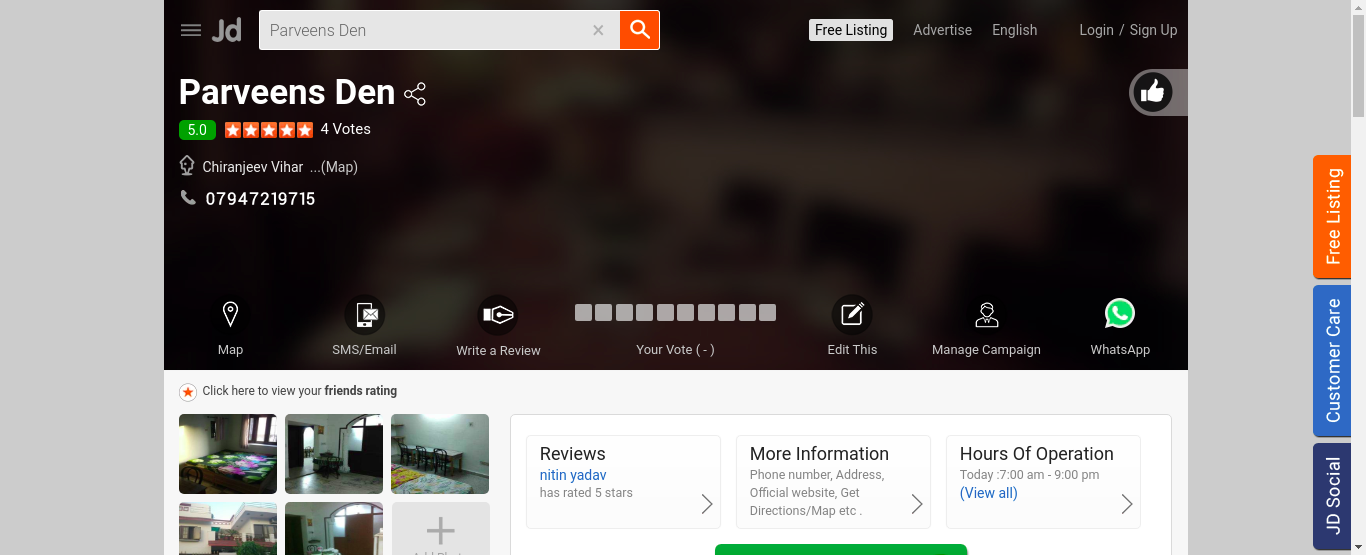 Jd
Parveens Den
Free Listing
Advertise
English
Login / Sign Up
Parveens Den
5.0
4 Votes
Chiranjeev Vihar ...(Map)
07947219715
Map
SMS/Email
Write a Review
Your Vote ( - )
Edit This
Manage Campaign
WhatsApp
Click here to view your friends rating
Reviews
nitin yadav
has rated 5 stars
More Information
Phone number, Address,
Official website, Get
Directions/Map etc .
Hours Of Operation
Today :7:00 am - 9:00 pm
(View all)
Free Listing
Customer Care
JD Social